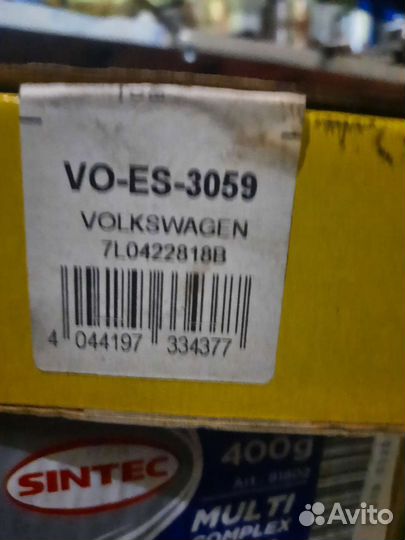 VO-ES-3059
VOLKSWAGEN
7L0422818B
4 044197 334377
SINTEC
400g
MULTI
COMPLEX
Avito